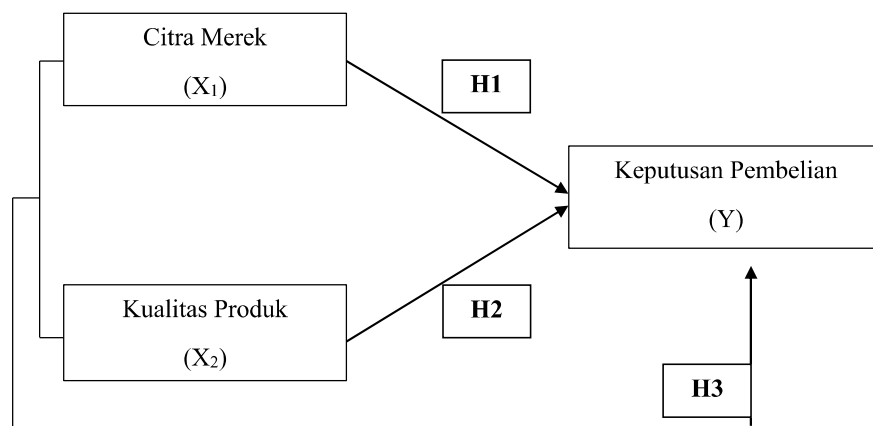 Citra Merek
(X₁)
H1
Keputusan Pembelian
(Y)
Kualitas Produk
(X₂)
H2
H3